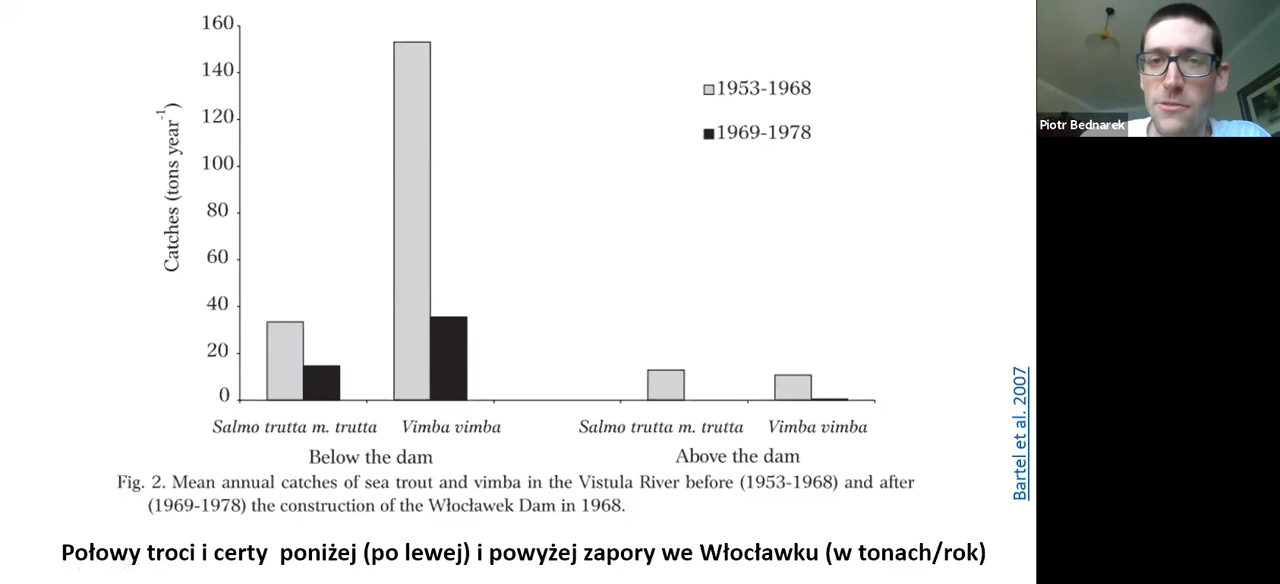 160
140
120
100
80
60
40
20
0
Catches (tons year⁻¹)
1953-1968
1969-1978
Salmo trutta m. trutta
Vimba vimba
Salmo trutta m. trutta
Vimba vimba
Below the dam
Above the dam
Fig. 2. Mean annual catches of sea trout and vimba in the Vistula River before (1953-1968) and after
(1969-1978) the construction of the Włocławek Dam in 1968.
Połowy troci i certy poniżej (po lewej) i powyżej zapory we Włocławku (w tonach/rok)
Bartel et al. 2007
Piotr Bednarek